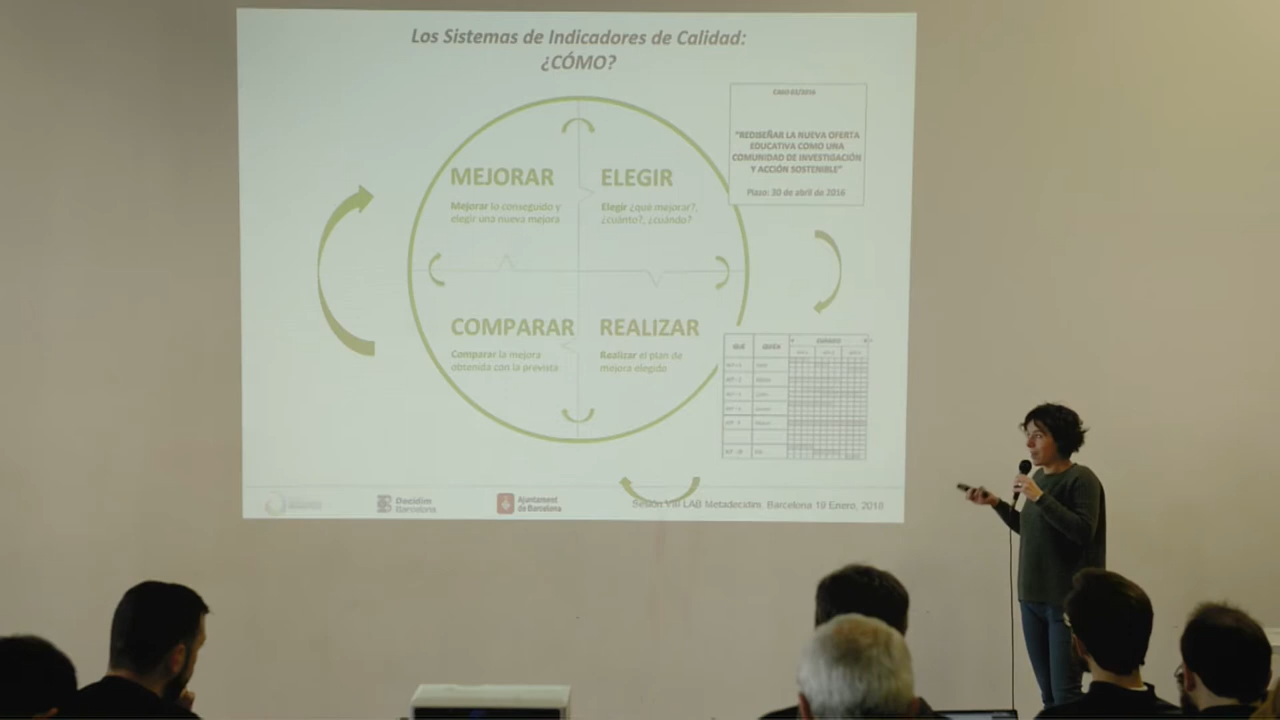 Los Sistemas de Indicadores de Calidad:
¿CÓMO?
"REDISEÑAR LA NUEVA OFERTA
EDUCATIVA COMO UNA
COMUNIDAD DE INVESTIGACIÓN
Y ACCIÓN SOSTENIBLE"
Plazo: 30 de abril de 2016
MEJORAR
Mejorar lo conseguido y
elegir una nueva mejora
ELEGIR
Elegir ¿qué mejorar?,
¿cuánto?, ¿cuándo?
COMPARAR
Comparar la mejora
obtenida con la prevista
REALIZAR
Realizar el plan de
mejora elegido
QUE
QUIEN
Decidim
Barcelona
Ajuntament
de Barcelona
Sesión VIII LAB Metadecidim, Barcelona 19 Enero, 2018